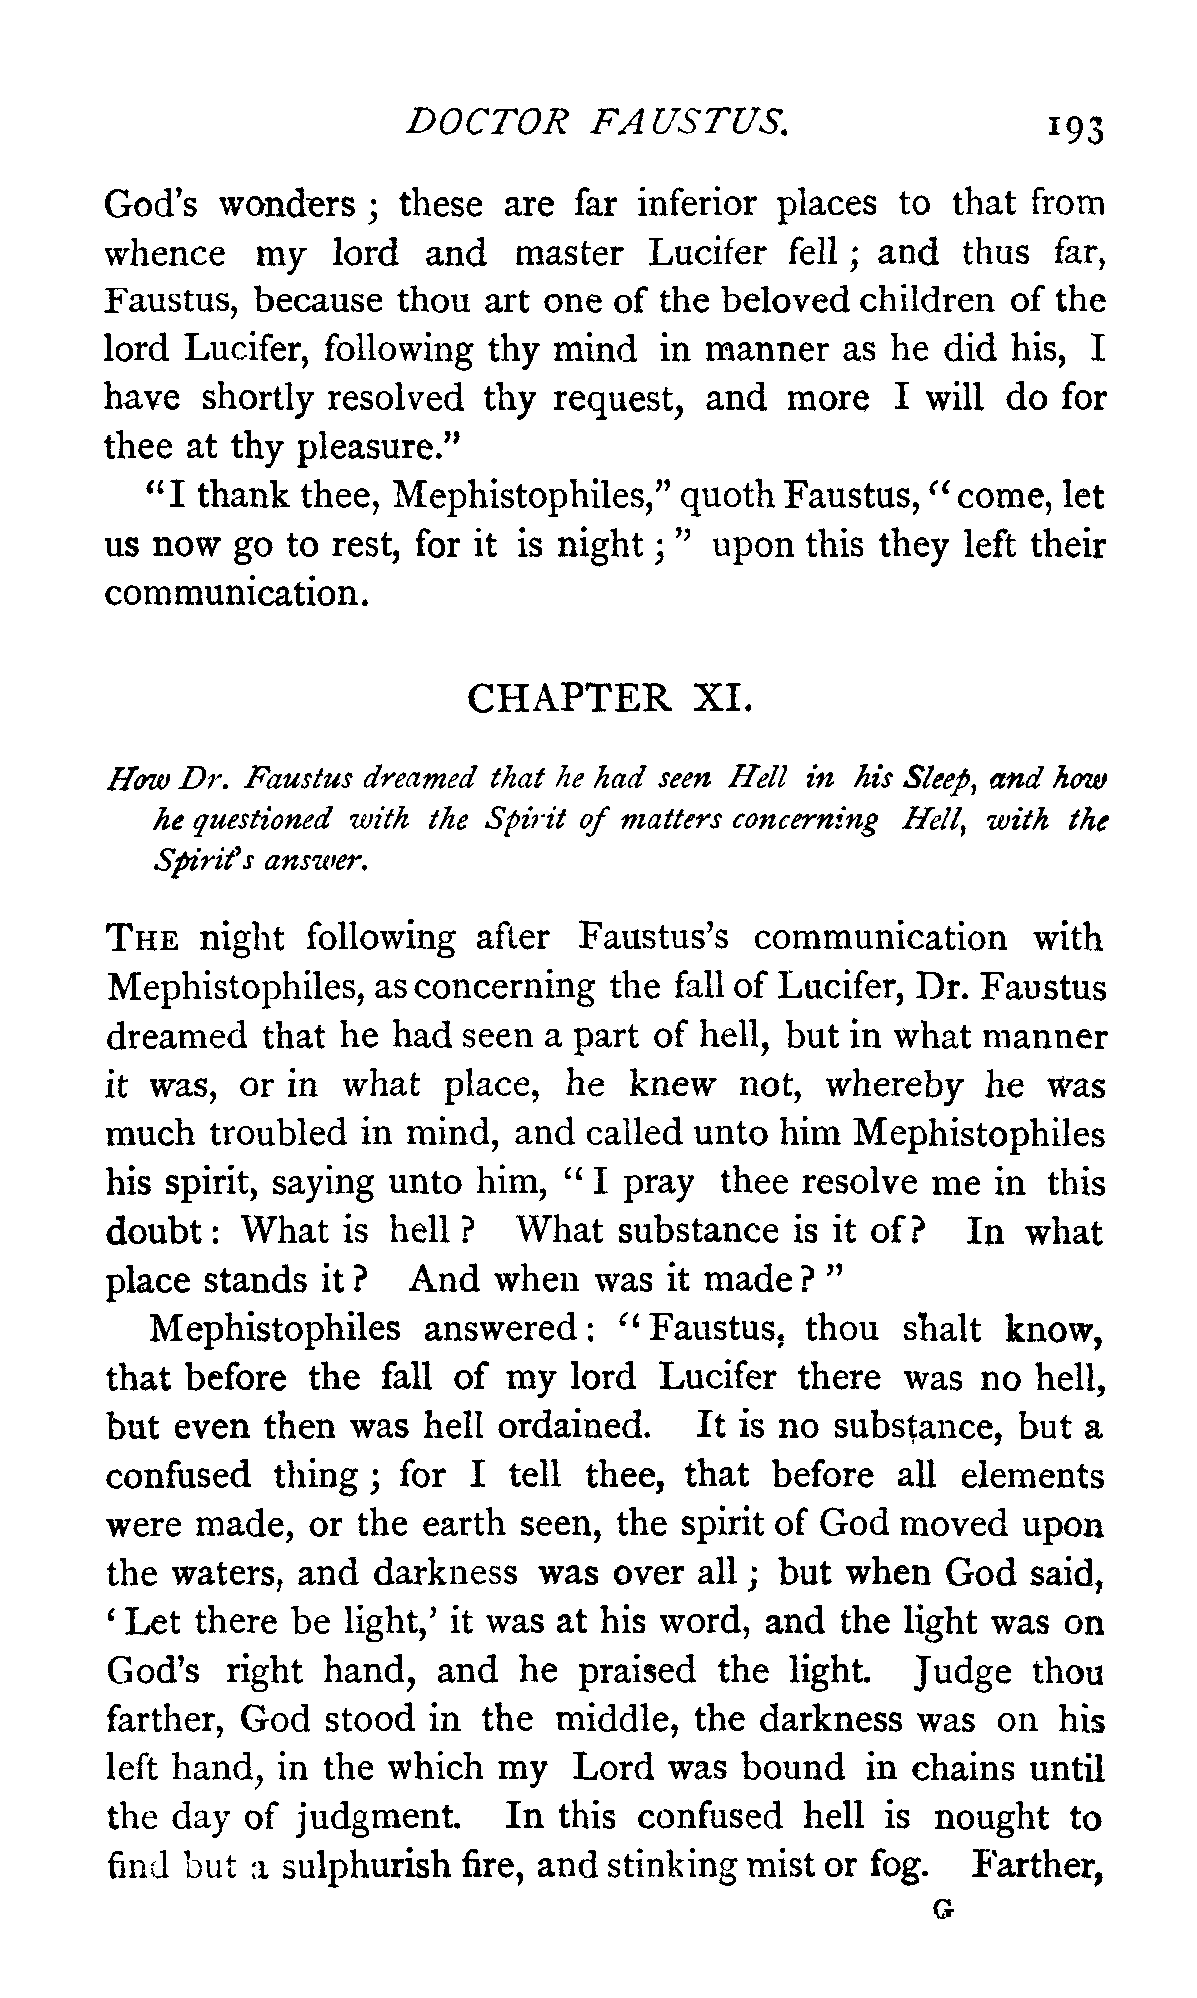 DOCTOR FAUSTUS. 193
God's wonders ; these are far inferior places to that from
whence my lord and master Lucifer fell ; and thus far,
Faustus, because thou art one of the beloved children of the
lord Lucifer, following thy mind in manner as he did his, I
have shortly resolved thy request, and more I will do for
thee at thy pleasure."
"I thank thee, Mephistophiles," quoth Faustus, "come, let
us now go to rest, for it is night ; " upon this they left their
communication.
CHAPTER XI.
How Dr. Faustus dreamed that he had seen Hell in his Sleep, and how
he questioned with the Spirit of matters concerning Hell, with the
Spirit's answer.
THE night following after Faustus's communication with
Mephistophiles, as concerning the fall of Lucifer, Dr. Faustus
dreamed that he had seen a part of hell, but in what manner
it was, or in what place, he knew not, whereby he was
much troubled in mind, and called unto him Mephistophiles
his spirit, saying unto him, "I pray thee resolve me in this
doubt : What is hell ? What substance is it of? In what
place stands it ? And when was it made ? "
Mephistophiles answered : "Faustus, thou shalt know,
that before the fall of my lord Lucifer there was no hell,
but even then was hell ordained. It is no substance, but a
confused thing ; for I tell thee, that before all elements
were made, or the earth seen, the spirit of God moved upon
the waters, and darkness was over all ; but when God said,
'Let there be light,' it was at his word, and the light was on
God's right hand, and he praised the light. Judge thou
farther, God stood in the middle, the darkness was on his
left hand, in the which my Lord was bound in chains until
the day of judgment. In this confused hell is nought to
find but a sulphurish fire, and stinking mist or fog. Farther,
G